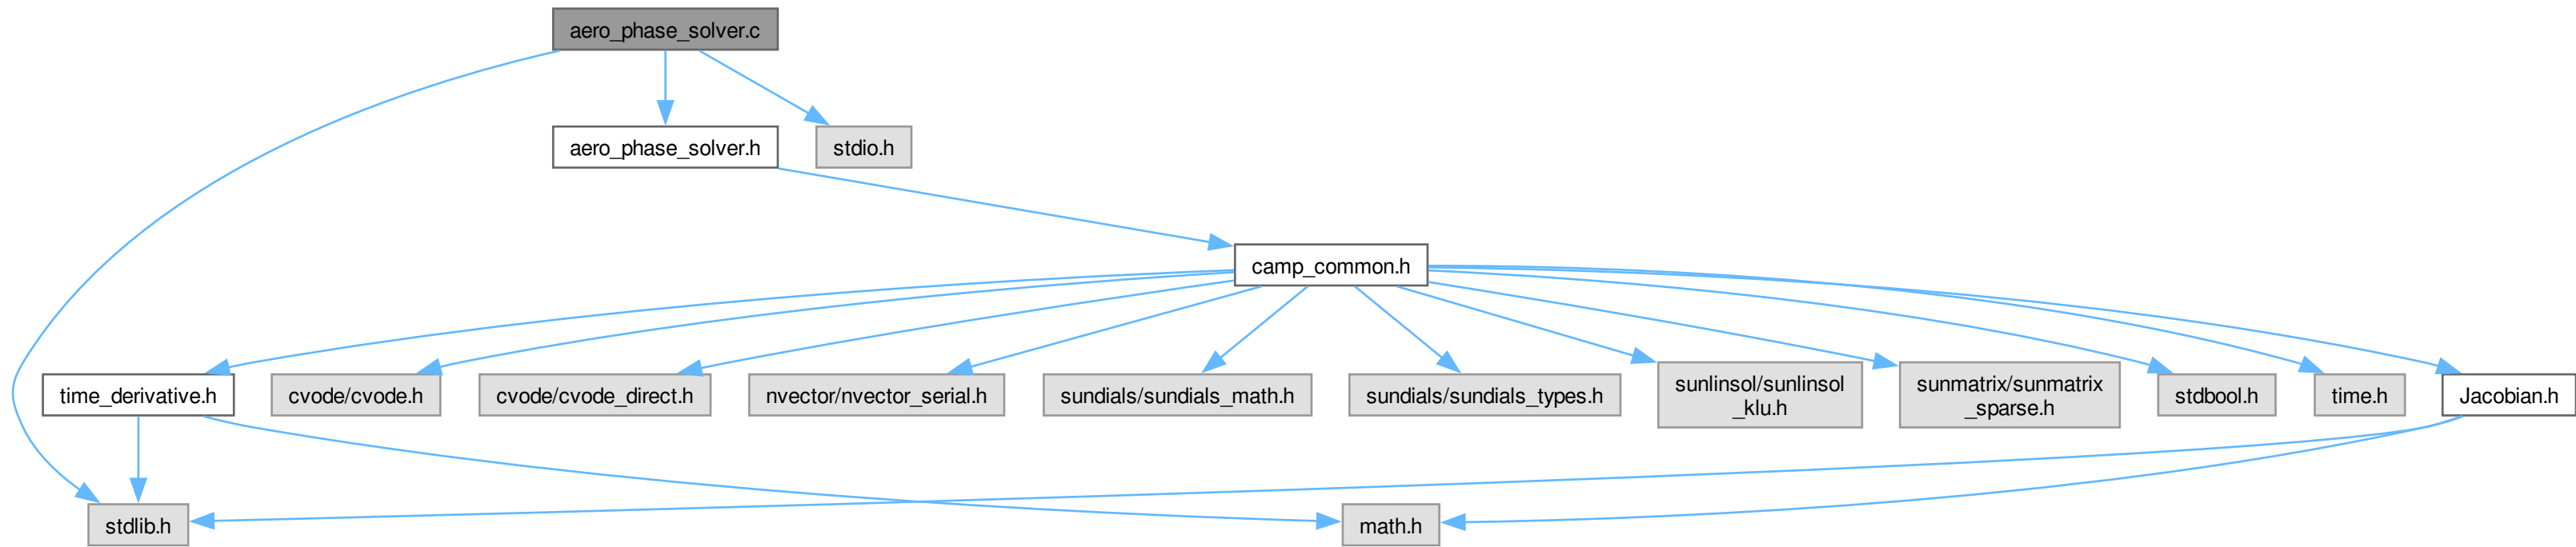 aero_phase_solver.c
aero_phase_solver.h
stdio.h
camp_common.h
time_derivative.h
cvode/cvode.h
cvode/cvode_direct.h
nvector/nvector_serial.h
sundials/sundials_math.h
sundials/sundials_types.h
sunlinsol/sunlinsol
_klu.h
sunmatrix/sunmatrix
_sparse.h
stdbool.h
time.h
Jacobian.h
stdlib.h
math.h